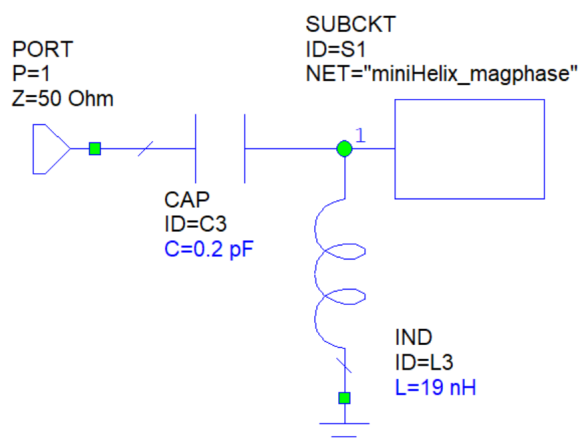 PORT
P=1
Z=50 Ohm
SUBCKT
ID=S1
NET="miniHelix_magphase"
1
CAP
ID=C3
C=0.2 pF
IND
ID=L3
L=19 nH